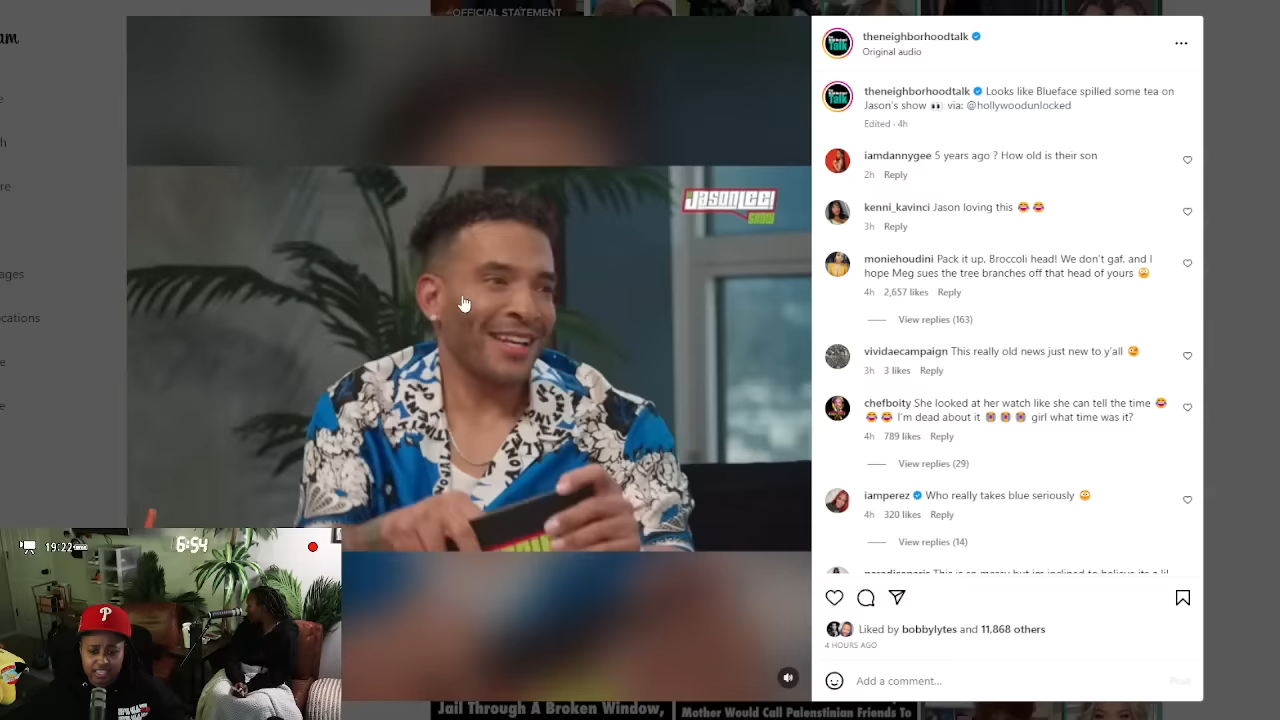 OFFICIAL STATEMENT
am
theneighborhoodtalk
Original audio
theneighborhoodtalk Looks like Blueface spilled some tea on
Jason's show 👀 via: @hollywoodunlocked
Edited · 4h
iamdannygee 5 years ago ? How old is their son
2h Reply
kenni_kavinci Jason loving this 😂 😂
3h Reply
moniehoudini Pack it up, Broccoli head! We don't gaf, and I
hope Meg sues the tree branches off that head of yours
4h 2,657 likes Reply
View replies (163)
vividaecampaign This really old news just new to y'all
3h 3 likes Reply
chefboity She looked at her watch like she can tell the time 😂
😂 😂 I'm dead about it 😭 😭 😭 girl what time was it?
4h 789 likes Reply
View replies (29)
iamperez Who really takes blue seriously
4h 320 likes Reply
View replies (14)
Liked by bobbylytes and 11,868 others
4 HOURS AGO
Add a comment...
Post
JASON LEE!
SHOW
19:22
6:54
P
ages
ications
Jail Through A Broken Window,
Mother Would Call Palenstinian Friends To